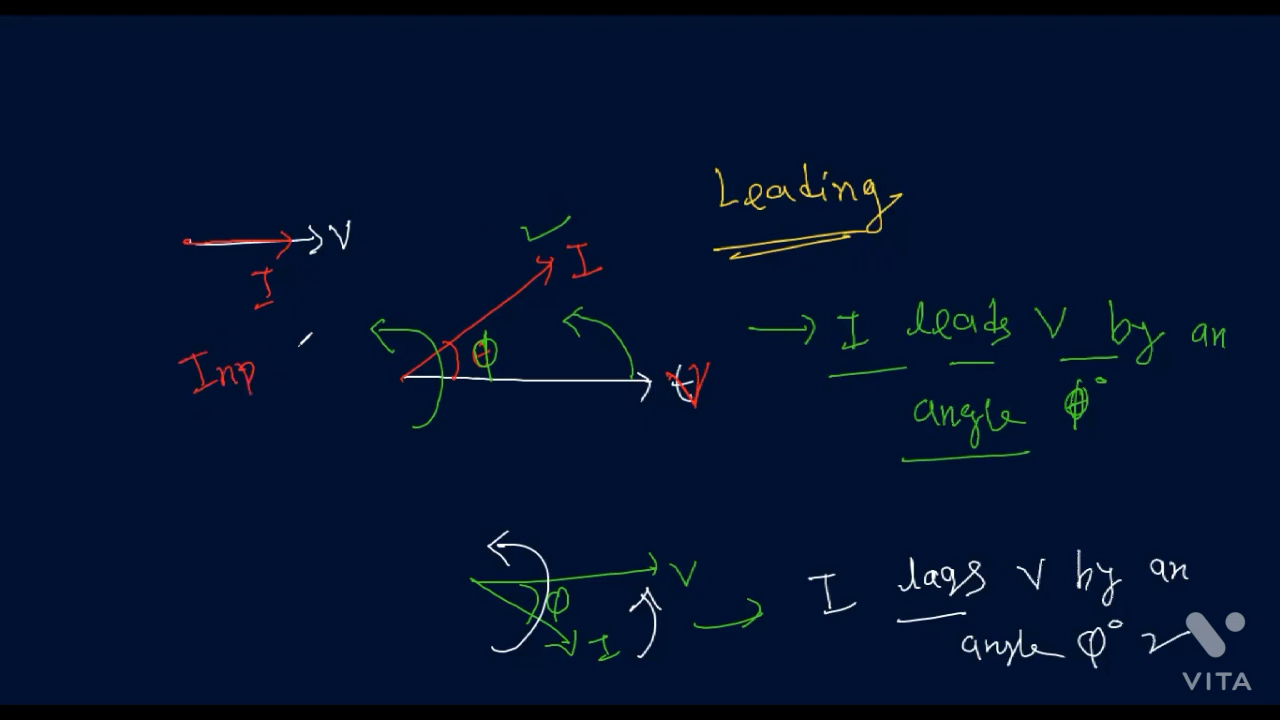 Leading
V
I
I
Inp
ϕ
V
→ I leads V by an
angle ϕ°
V
ϕ
I
→ I lags V by an
angle ϕ°
VITA